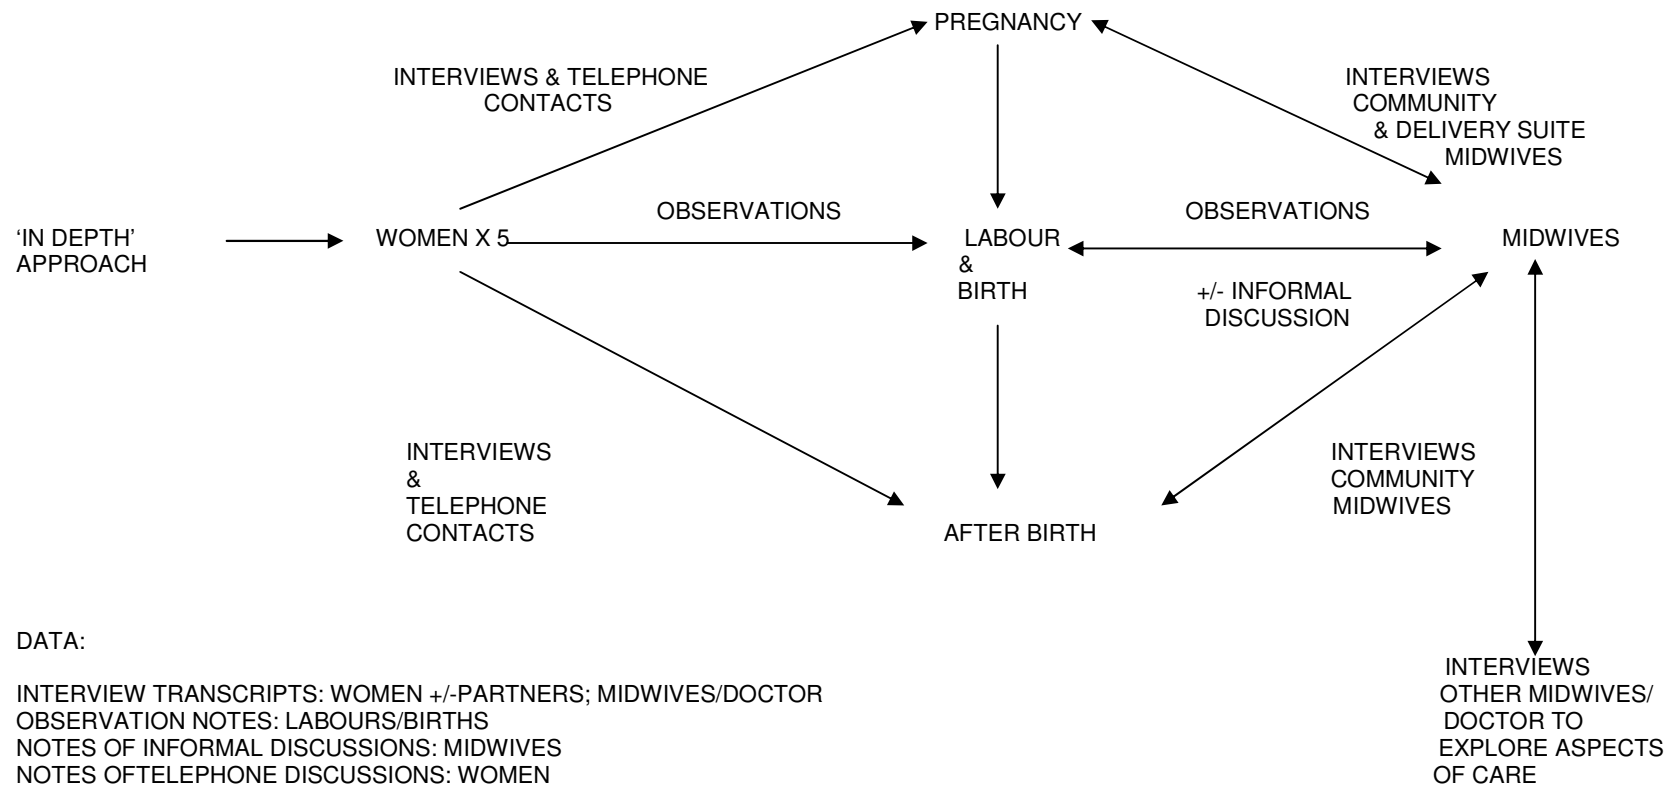 PREGNANCY
INTERVIEWS & TELEPHONE
CONTACTS
INTERVIEWS
COMMUNITY
& DELIVERY SUITE
MIDWIVES
OBSERVATIONS
OBSERVATIONS
‘IN DEPTH’
APPROACH
WOMEN X 5
LABOUR
&
BIRTH
MIDWIVES
+/- INFORMAL
DISCUSSION
INTERVIEWS
&
TELEPHONE
CONTACTS
INTERVIEWS
COMMUNITY
MIDWIVES
AFTER BIRTH
DATA:
INTERVIEW TRANSCRIPTS: WOMEN +/-PARTNERS; MIDWIVES/DOCTOR
OBSERVATION NOTES: LABOURS/BIRTHS
NOTES OF INFORMAL DISCUSSIONS: MIDWIVES
NOTES OFTELEPHONE DISCUSSIONS: WOMEN
INTERVIEWS
OTHER MIDWIVES/
DOCTOR TO
EXPLORE ASPECTS
OF CARE